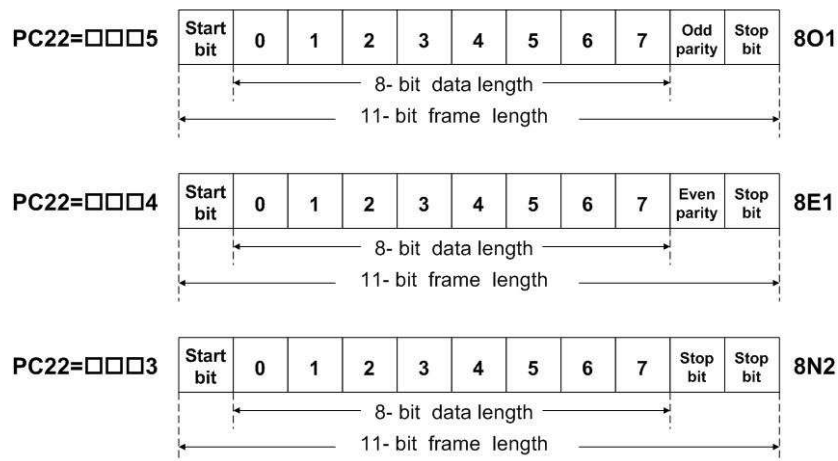 PC22=□□□5 Start bit 0 1 2 3 4 5 6 7 Odd parity Stop bit 8O1
8- bit data length
11- bit frame length
PC22=□□□4 Start bit 0 1 2 3 4 5 6 7 Even parity Stop bit 8E1
8- bit data length
11- bit frame length
PC22=□□□3 Start bit 0 1 2 3 4 5 6 7 Stop bit Stop bit 8N2
8- bit data length
11- bit frame length